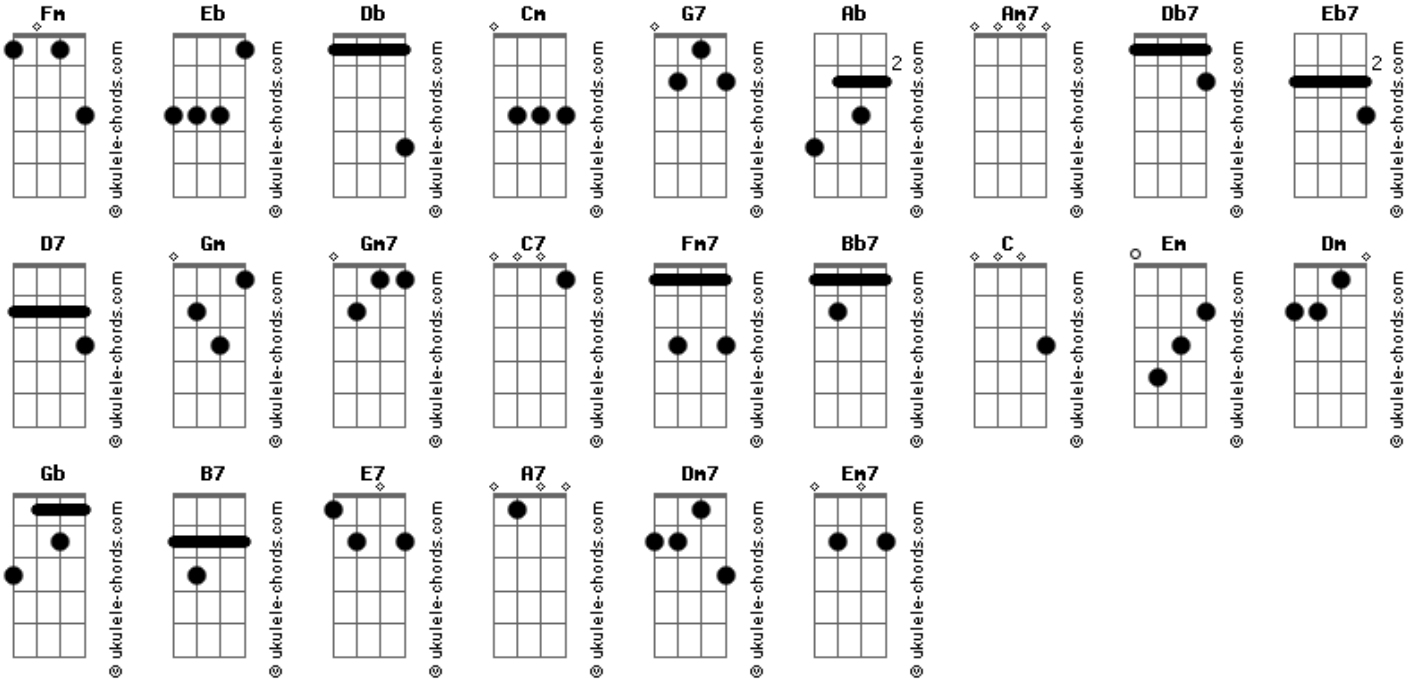 Fm Eb Db Cm G7 Ab Am7 Db7 Eb7
2 2
© ukulele-chords.com © ukulele-chords.com © ukulele-chords.com © ukulele-chords.com © ukulele-chords.com © ukulele-chords.com © ukulele-chords.com © ukulele-chords.com © ukulele-chords.com
D7 Gm Gm7 C7 Fm7 Bb7 C Em Dm
© ukulele-chords.com © ukulele-chords.com © ukulele-chords.com © ukulele-chords.com © ukulele-chords.com © ukulele-chords.com © ukulele-chords.com © ukulele-chords.com © ukulele-chords.com
Gb B7 E7 A7 Dm7 Em7
© ukulele-chords.com © ukulele-chords.com © ukulele-chords.com © ukulele-chords.com © ukulele-chords.com © ukulele-chords.com